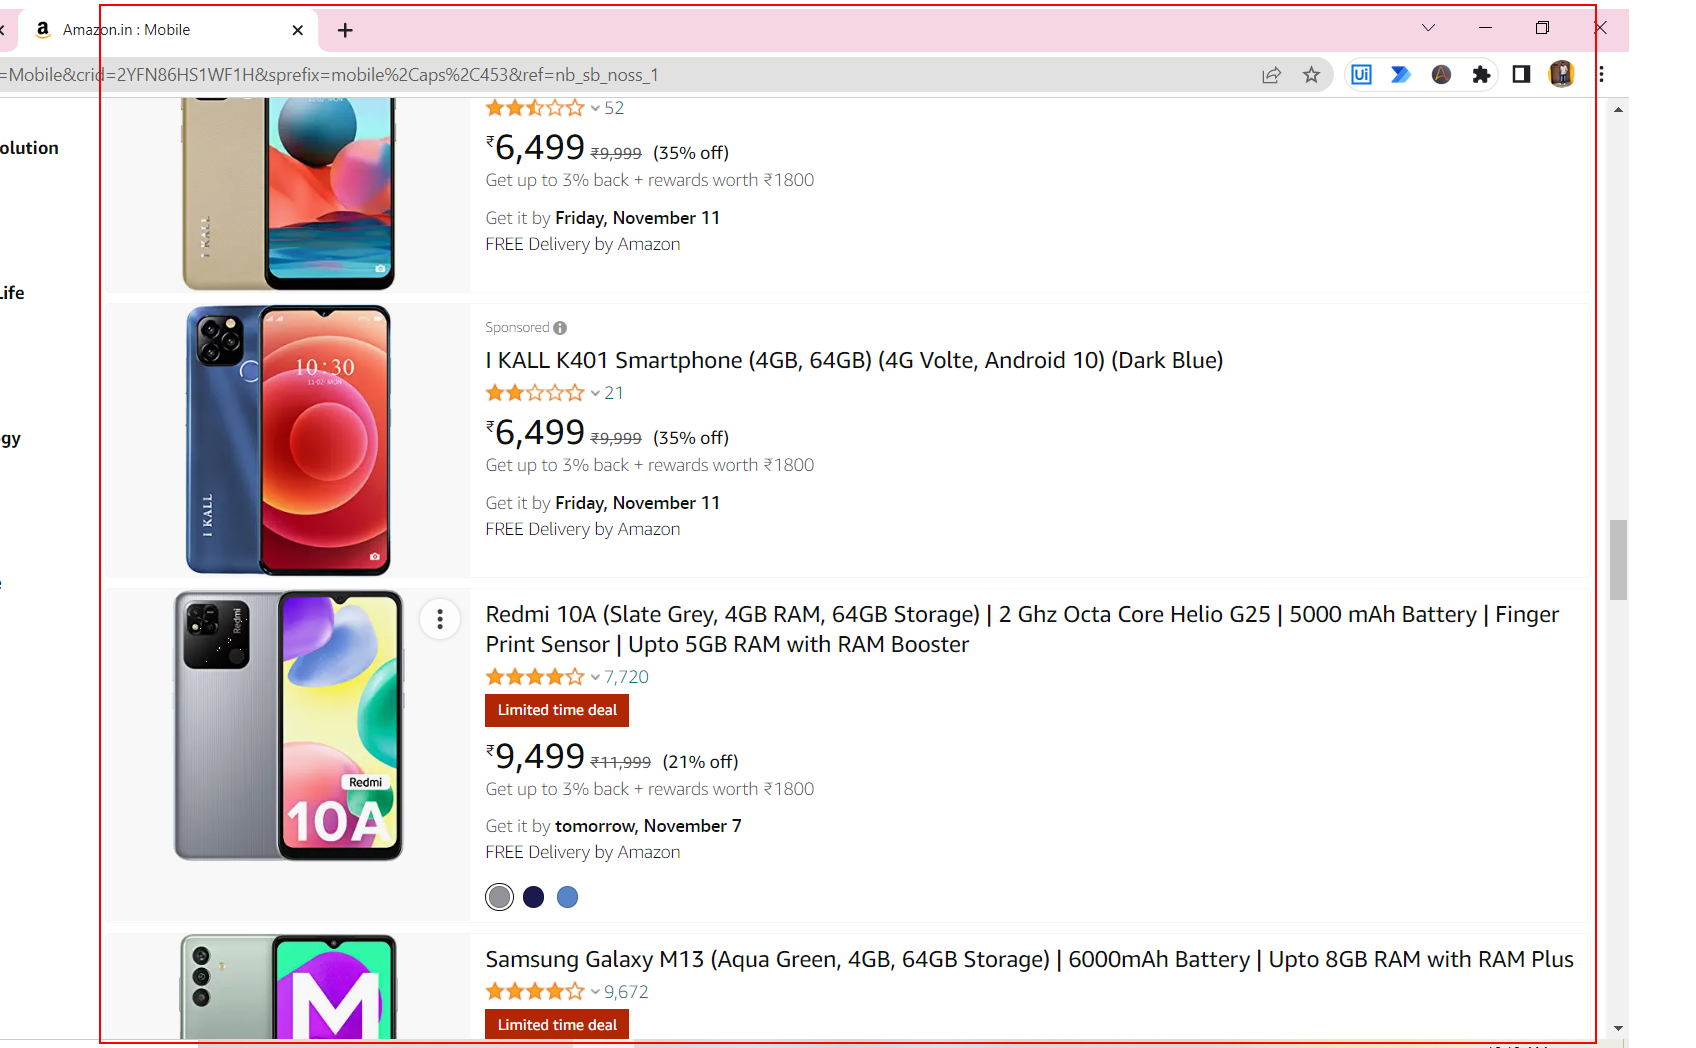 Amazon.in : Mobile
=Mobile&crid=2YFN86HS1WF1H&sprefix=mobile%2Caps%2C453&ref=nb_sb_noss_1
Ui
olution
Life
gy
I KALL
52
₹6,499 ₹9,999 (35% off)
Get up to 3% back + rewards worth ₹1800
Get it by Friday, November 11
FREE Delivery by Amazon
10:30
11-02- MON
I KALL
Sponsored
I KALL K401 Smartphone (4GB, 64GB) (4G Volte, Android 10) (Dark Blue)
21
₹6,499 ₹9,999 (35% off)
Get up to 3% back + rewards worth ₹1800
Get it by Friday, November 11
FREE Delivery by Amazon
Redmi
Redmi
10A
Redmi 10A (Slate Grey, 4GB RAM, 64GB Storage) | 2 Ghz Octa Core Helio G25 | 5000 mAh Battery | Finger
Print Sensor | Upto 5GB RAM with RAM Booster
7,720
Limited time deal
₹9,499 ₹11,999 (21% off)
Get up to 3% back + rewards worth ₹1800
Get it by tomorrow, November 7
FREE Delivery by Amazon
M
Samsung Galaxy M13 (Aqua Green, 4GB, 64GB Storage) | 6000mAh Battery | Upto 8GB RAM with RAM Plus
9,672
Limited time deal